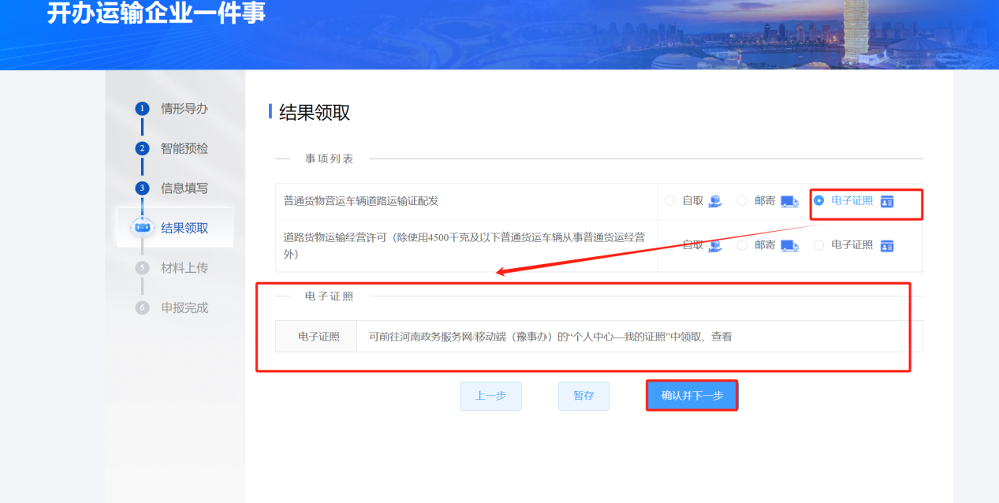 开办运输企业一件事
1 情形导办
2 智能预检
3 信息填写
结果领取
5 材料上传
6 申报完成
结果领取
事项列表
普通货物营运车辆道路运输证配发 自取 邮寄 电子证照
道路货物运输经营许可（除使用4500千克及以下普通货运车辆从事普通货运经营
外） 自取 邮寄 电子证照
电子证照
电子证照 可前往河南政务服务网/移动端（豫事办）的“个人中心—我的证照”中领取、查看
上一步 暂存 确认并下一步